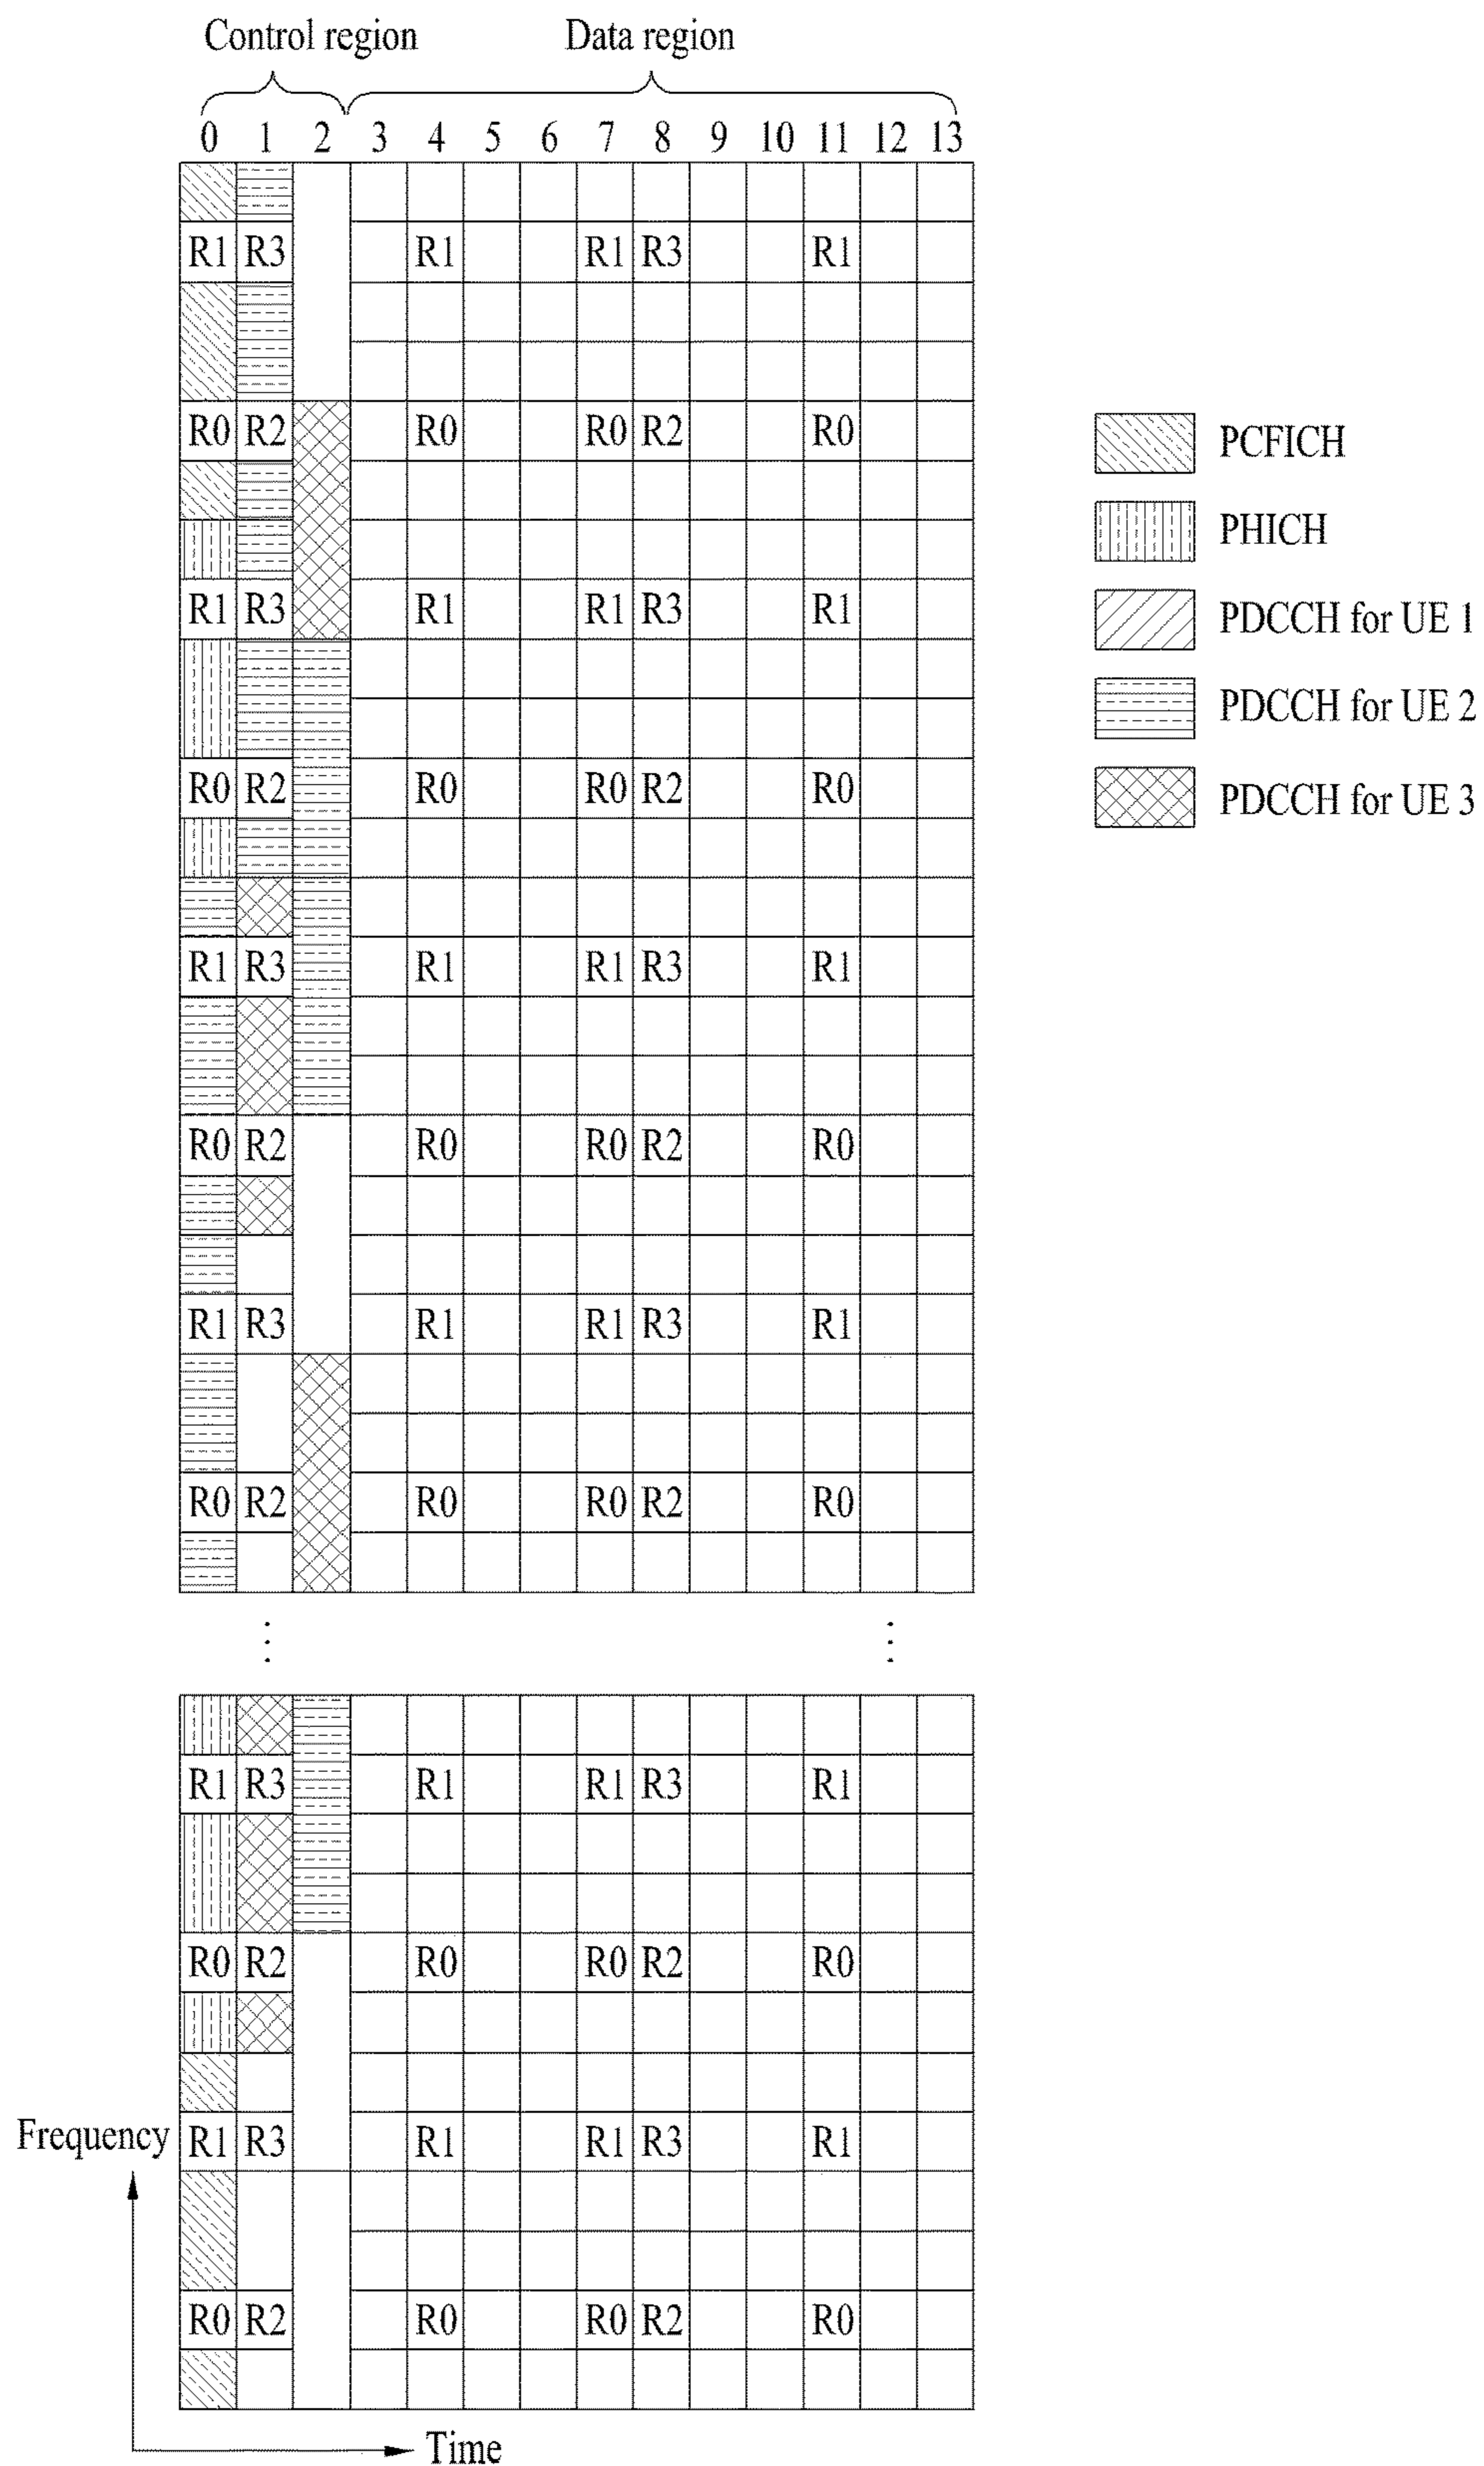 Control region Data region
0 1 2 3 4 5 6 7 8 9 10 11 12 13
R1 R3 R1 R1 R3 R1
R0 R2 R0 R0 R2 R0
PCFICH
PHICH
R1 R3 R1 R1 R3 R1
PDCCH for UE 1
PDCCH for UE 2
R0 R2 R0 R0 R2 R0
PDCCH for UE 3
R1 R3 R1 R1 R3 R1
R0 R2 R0 R0 R2 R0
R1 R3 R1 R1 R3 R1
R0 R2 R0 R0 R2 R0
R1 R3 R1 R1 R3 R1
R0 R2 R0 R0 R2 R0
Frequency R1 R3 R1 R1 R3 R1
R0 R2 R0 R0 R2 R0
Time